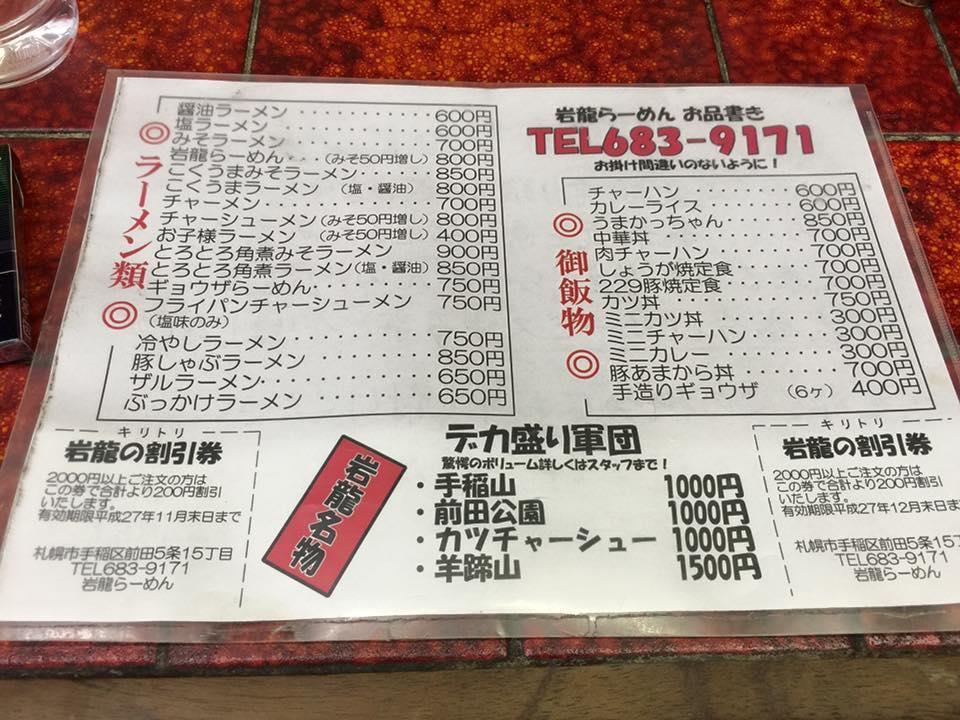 ◎ラーメン類◎
醤油ラーメン・・・・・・・・・・600円
塩ラーメン・・・・・・・・・・600円
みそラーメン・・・・・・・・・・700円
岩龍らーめん・・・(みそ50円増し)800円
こくうまみそラーメン・・・・・・850円
こくうまラーメン (塩・醤油) 800円
チャーメン・・・・・・・・・・700円
チャーシューメン(みそ50円増し)800円
お子様ラーメン・(みそ50円増し)400円
とろとろ角煮みそラーメン・・・・900円
とろとろ角煮ラーメン(塩・醤油)850円
ギョウザらーめん・・・・・・・750円
フライパンチャーシューメン 750円
(塩味のみ)
冷やしラーメン・・・・・・・・750円
豚しゃぶラーメン・・・・・・・850円
ザルラーメン・・・・・・・・・650円
ぶっかけラーメン・・・・・・・650円
岩龍らーめん お品書き
TEL683-9171
お掛け間違いのないように!
◎御飯物◎
チャーハン・・・・・・・・・・600円
カレーライス・・・・・・・・・600円
うまかっちゃん・・・・・・・・850円
中華丼・・・・・・・・・・・・700円
肉チャーハン・・・・・・・・・700円
しょうが焼定食・・・・・・・・700円
229豚焼定食・・・・・・・・・700円
カツ丼・・・・・・・・・・・・750円
ミニカツ丼・・・・・・・・・・300円
ミニチャーハン・・・・・・・・300円
ミニカレー・・・・・・・・・・300円
豚あまから丼・・・・・・・・・700円
手造りギョウザ (6ヶ) 400円
キリトリ
岩龍の割引券
2000円以上ご注文の方は
この券で合計より200円割引
いたします。
有効期限平成27年11月末日まで
札幌市手稲区前田5条15丁目
TEL683-9171
岩龍らーめん
岩龍名物
デカ盛り軍団
驚愕のボリューム詳しくはスタッフまで!
・手稲山 1000円
・前田公園 1000円
・カツチャーシュー 1000円
・羊蹄山 1500円
キリトリ
岩龍の割引券
2000円以上ご注文の方は
この券で合計より200円割引
いたします。
有効期限平成27年12月末日まで
札幌市手稲区前田5条15丁目
TEL683-9171
岩龍らーめん